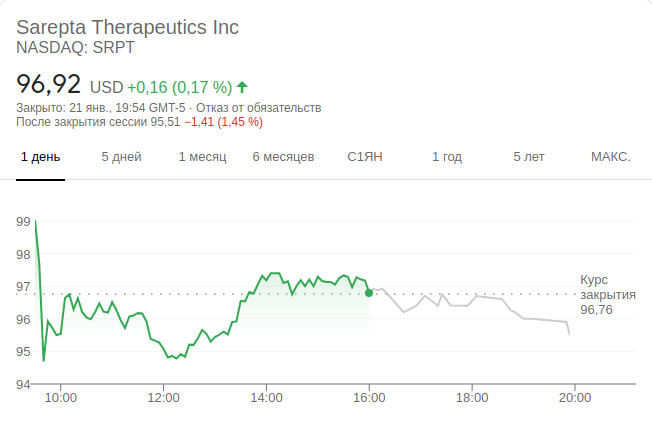 Sarepta Therapeutics Inc
NASDAQ: SRPT
96,92 USD +0,16 (0,17 %)
Закрыто: 21 янв., 19:54 GMT-5 · Отказ от обязательств
После закрытия сессии 95,51 −1,41 (1,45 %)
1 день 5 дней 1 месяц 6 месяцев С1ЯН 1 год 5 лет МАКС.
99
98
97
Курс
закрытия
96,76
96
95
94
10:00 12:00 14:00 16:00 18:00 20:00